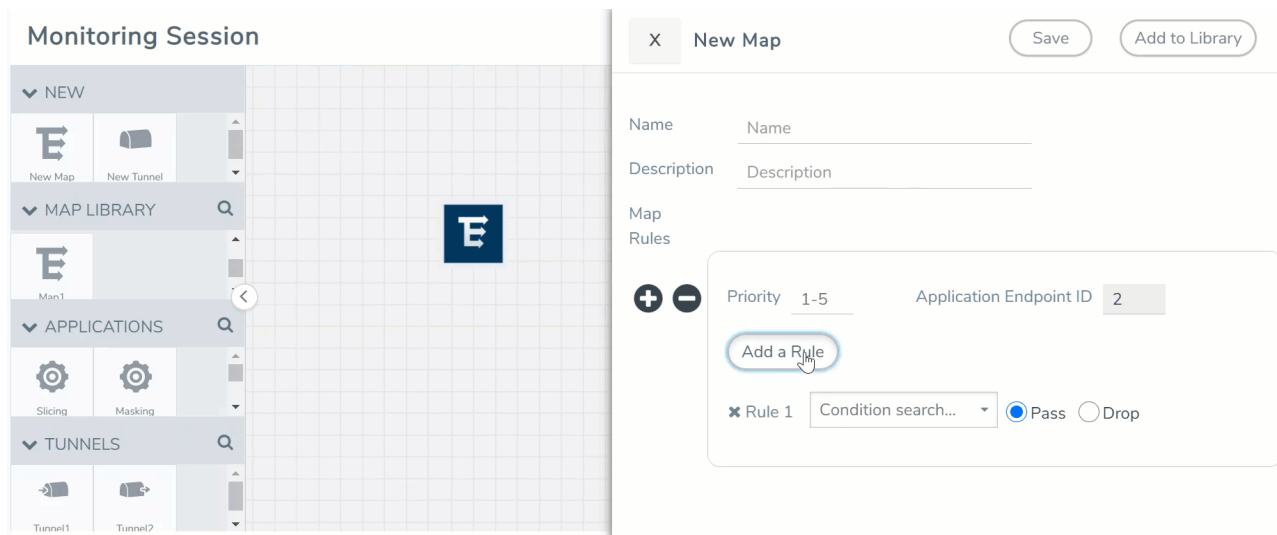 Monitoring Session
NEW
New Map
New Tunnel
MAP LIBRARY
Map1
APPLICATIONS
Slicing
Masking
TUNNELS
Tunnel1
Tunnel2
X
New Map
Save
Add to Library
Name
Name
Description
Description
Map
Rules
Priority
1-5
Application Endpoint ID
2
Add a Rule
Rule 1
Condition search...
Pass
Drop